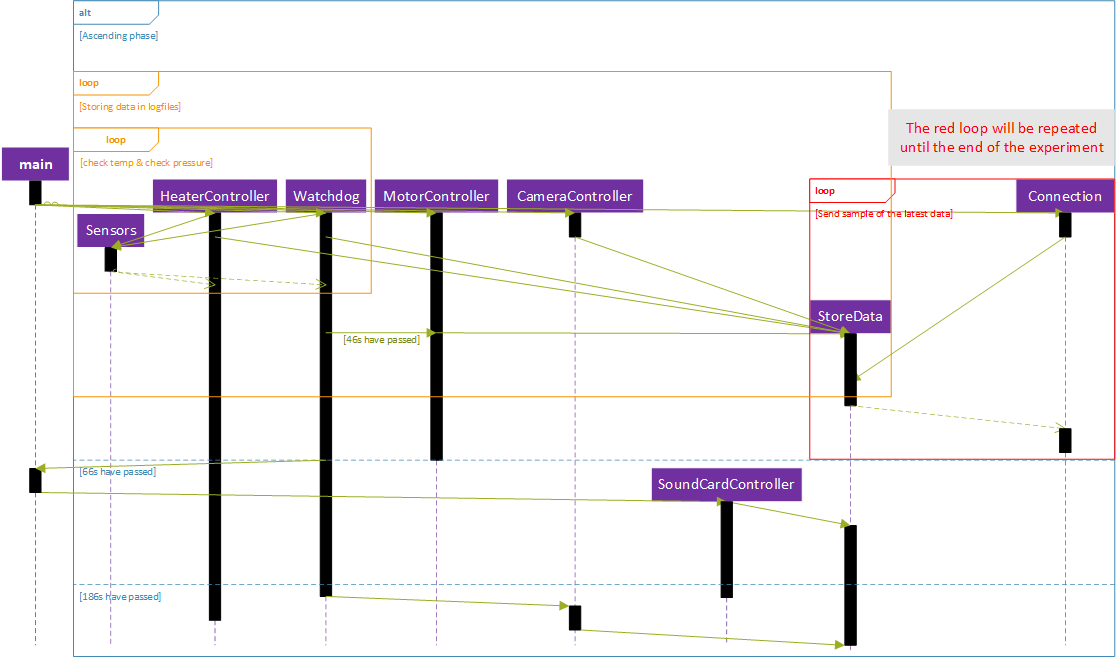 alt
[Ascending phase]
loop
[Storing data in logfiles]
The red loop will be repeated
until the end of the experiment
loop
[check temp & check pressure]
main
HeaterController
Watchdog
MotorController
CameraController
loop
Connection
[Send sample of the latest data]
Sensors
StoreData
[46s have passed]
[66s have passed]
SoundCardController
[186s have passed]